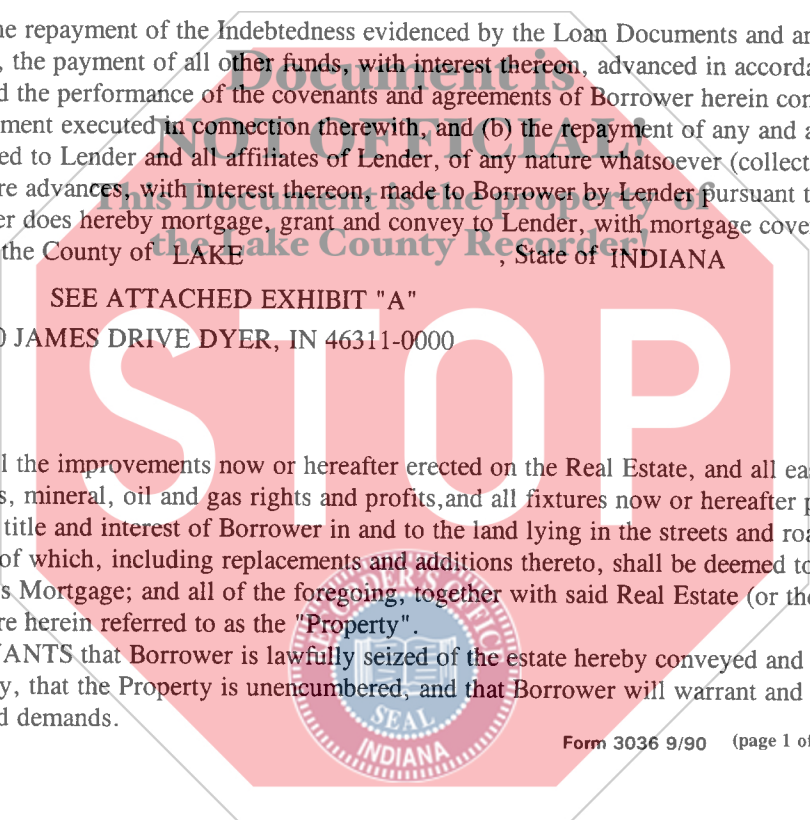 he repayment of the Indebtedness evidenced by the Loan Documents and
Document is
, the payment of all other funds, with interest thereon, advanced in
d the performance of the covenants and agreements of Borrower herein
NOT OFFICIAL!
ment executed in connection therewith, and (b) the repayment of any and
ed to Lender and all affiliates of Lender, of any nature whatsoever (collect
re advances, with interest thereon, made to Borrower by Lender pursuant
This Document is the property of
er does hereby mortgage, grant and convey to Lender, with mortgage cove
the Lake County Recorder!
the County of LAKE , State of INDIANA
SEE ATTACHED EXHIBIT "A"
JAMES DRIVE DYER, IN 46311-0000
STOP
l the improvements now or hereafter erected on the Real Estate, and all
s, mineral, oil and gas rights and profits,and all fixtures now or hereafter
title and interest of Borrower in and to the land lying in the streets and
of which, including replacements and additions thereto, shall be deemed to
s Mortgage; and all of the foregoing, together with said Real Estate (or
re herein referred to as the "Property".
RECORDER'S OFFICE
VANTS that Borrower is lawfully seized of the estate hereby conveyed and
y, that the Property is unencumbered, and that Borrower will warrant and
SEAL
d demands.
INDIANA
Form 3036 9/90 (page 1 of